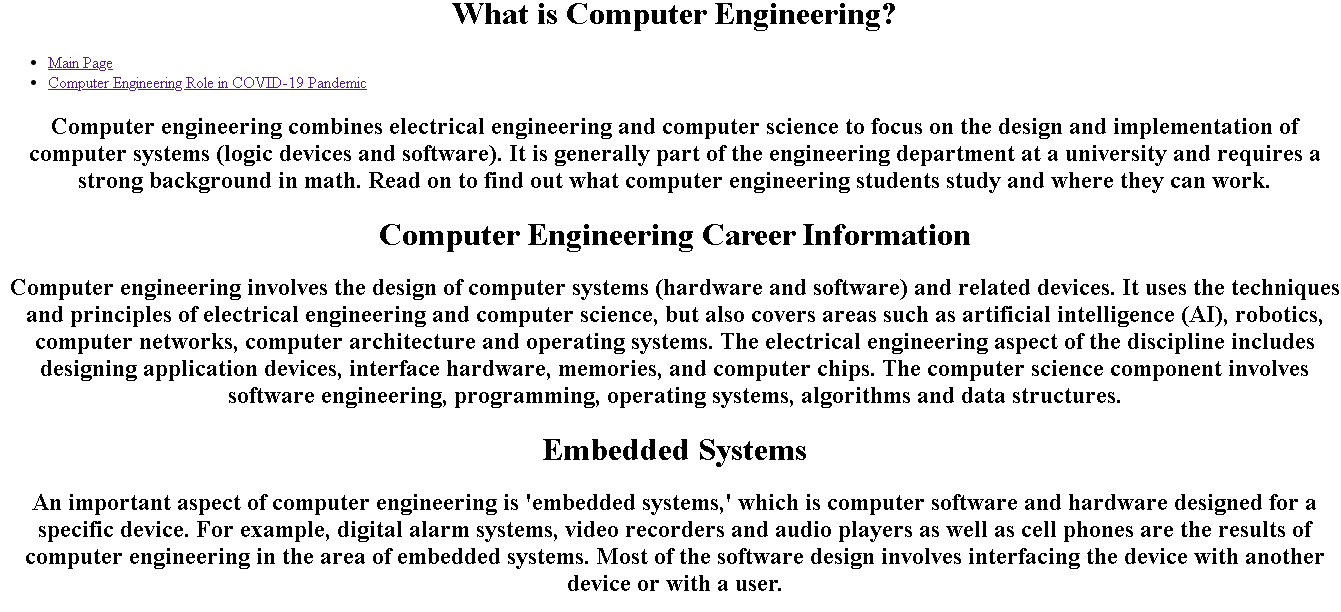 What is Computer Engineering?
Main Page
Computer Engineering Role in COVID-19 Pandemic
Computer engineering combines electrical engineering and computer science to focus on the design and implementation of
computer systems (logic devices and software). It is generally part of the engineering department at a university and requires a
strong background in math. Read on to find out what computer engineering students study and where they can work.
Computer Engineering Career Information
Computer engineering involves the design of computer systems (hardware and software) and related devices. It uses the techniques
and principles of electrical engineering and computer science, but also covers areas such as artificial intelligence (AI), robotics,
computer networks, computer architecture and operating systems. The electrical engineering aspect of the discipline includes
designing application devices, interface hardware, memories, and computer chips. The computer science component involves
software engineering, programming, operating systems, algorithms and data structures.
Embedded Systems
An important aspect of computer engineering is 'embedded systems,' which is computer software and hardware designed for a
specific device. For example, digital alarm systems, video recorders and audio players as well as cell phones are the results of
computer engineering in the area of embedded systems. Most of the software design involves interfacing the device with another
device or with a user.